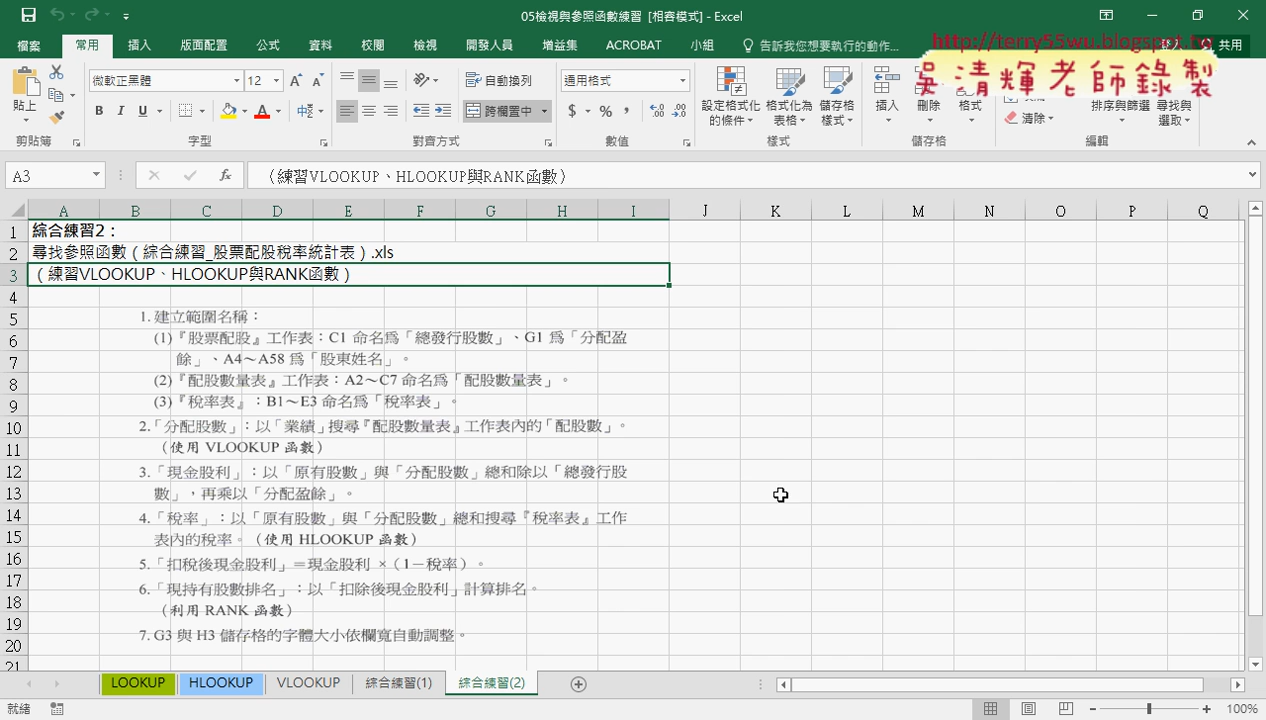 05檢視與參照函數練習 [相容模式] - Excel
檔案 常用 插入 版面配置 公式 資料 校閱 檢視 開發人員 增益集 ACROBAT 小組 告訴我您想要執行的動作... 共用
http://terry55wu.blogspot.tw
吳清輝老師錄製
貼上 微軟正黑體 12 自動換列 通用格式 設定格式化的條件 格式化為表格 儲存格樣式 插入 刪除 格式 排序與篩選 尋找與選取
B I U 跨欄置中 $ % , 清除
剪貼簿 字型 對齊方式 數值 樣式 儲存格 編輯
A3 fx (練習VLOOKUP、HLOOKUP與RANK函數)
A B C D E F G H I J K L M N O P Q
1 綜合練習2：
2 尋找參照函數(綜合練習_股票配股稅率統計表).xls
3 (練習VLOOKUP、HLOOKUP與RANK函數)
4
5 1. 建立範圍名稱：
6 (1)『股票配股』工作表：C1 命名為「總發行股數」、G1 為「分配盈
7 餘」、A4～A58 為「股東姓名」。
8 (2)『配股數量表』工作表：A2～C7 命名為「配股數量表」。
9 (3)『稅率表』：B1～E3 命名為「稅率表」。
10 2.「分配股數」：以「業績」搜尋『配股數量表』工作表內的「配股數」。
11 (使用 VLOOKUP 函數)
12 3.「現金股利」：以「原有股數」與「分配股數」總和除以「總發行股
13 數」，再乘以「分配盈餘」。
14 4.「稅率」：以「原有股數」與「分配股數」總和搜尋『稅率表』工作
15 表內的稅率。(使用 HLOOKUP 函數)
16 5.「扣稅後現金股利」＝現金股利 ×(1－稅率)。
17 6.「現持有股數排名」：以「扣除後現金股利」計算排名。
18 (利用 RANK 函數)
19
20 7. G3 與 H3 儲存格的字體大小依欄寬自動調整。
21
LOOKUP HLOOKUP VLOOKUP 綜合練習(1) 綜合練習(2)
就緒 100%